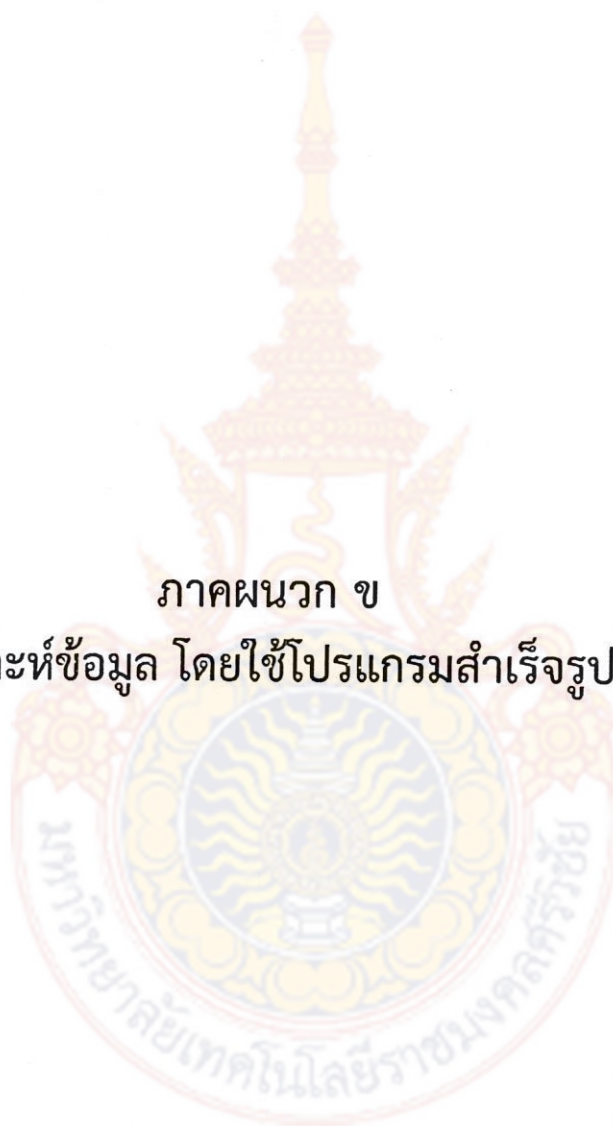 ภาคผนวก ข
ะห์ข้อมูล โดยใช้โปรแกรมสำเร็จรูป
มหาวิทยาลัยเทคโนโลยีราชมงคลศรีวิชัย